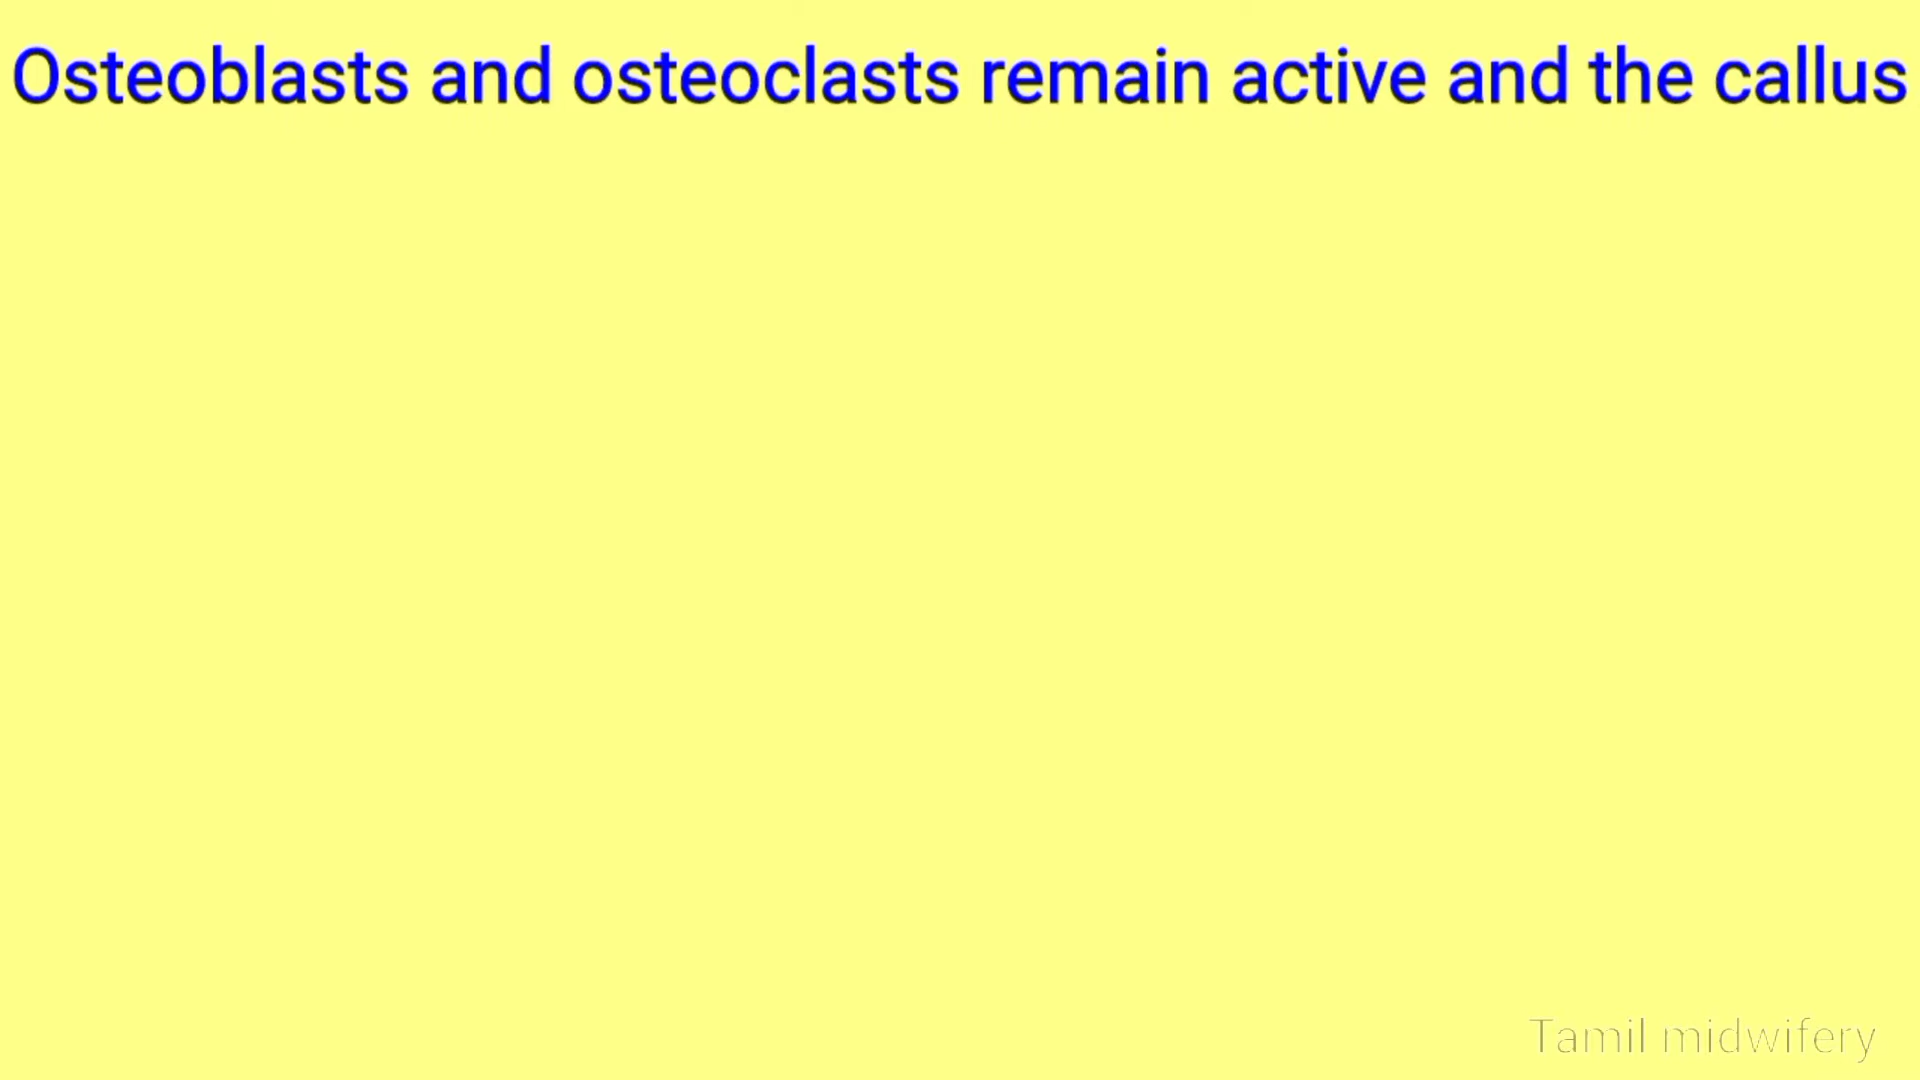 Osteoblasts and osteoclasts remain active and the callus
Tamil midwifery